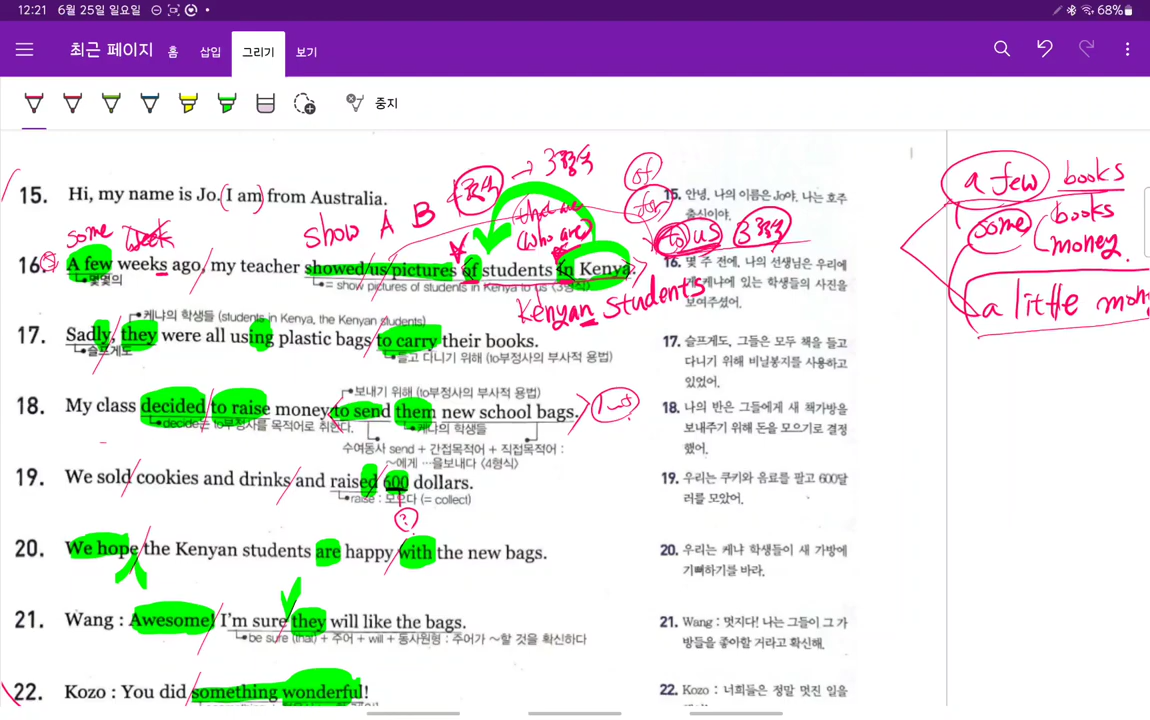 12:21 6월 25일 일요일 68%
최근 페이지 홈 삽입 그리기 보기
중지
15. Hi, my name is Jo. (I am) from Australia.
15. 안녕, 나의 이름은 Jo야. 나는 호주
출신이야.
4형식 → 3형식
of
for
to us 3형식
some week
show A B
that are
(who are)
16. A few weeks ago, my teacher showed us pictures of students in Kenya.
몇몇의
= show pictures of students in Kenya to us (3형식)
Kenyan students
16. 몇 주 전에, 나의 선생님은 우리에
게 케냐에 있는 학생들의 사진을
보여주셨어.
케냐의 학생들 (students in Kenya, the Kenyan students)
17. Sadly, they were all using plastic bags to carry their books.
슬프게도
들고 다니기 위해 (to부정사의 부사적 용법)
17. 슬프게도, 그들은 모두 책을 들고
다니기 위해 비닐봉지를 사용하고
있었어.
보내기 위해 (to부정사의 부사적 용법)
18. My class decided to raise money to send them new school bags.
decide는 to부정사를 목적어로 취한다.
케냐의 학생들
수여동사 send + 간접목적어 + 직접목적어 :
~에게 …을보내다 (4형식)
18. 나의 반은 그들에게 새 책가방을
보내주기 위해 돈을 모으기로 결정
했어.
19. We sold cookies and drinks and raised 600 dollars.
raise : 모으다 (= collect)
?
19. 우리는 쿠키와 음료를 팔고 600달
러를 모았어.
20. We hope the Kenyan students are happy with the new bags.
20. 우리는 케냐 학생들이 새 가방에
기뻐하기를 바라.
21. Wang : Awesome! I'm sure they will like the bags.
be sure (that) + 주어 + will + 동사원형 : 주어가 ~할 것을 확신하다
21. Wang : 멋지다! 나는 그들이 그 가
방들을 좋아할 거라고 확신해.
22. Kozo : You did something wonderful!
22. Kozo : 너희들은 정말 멋진 일을
a few books
some books
money.
a little mon